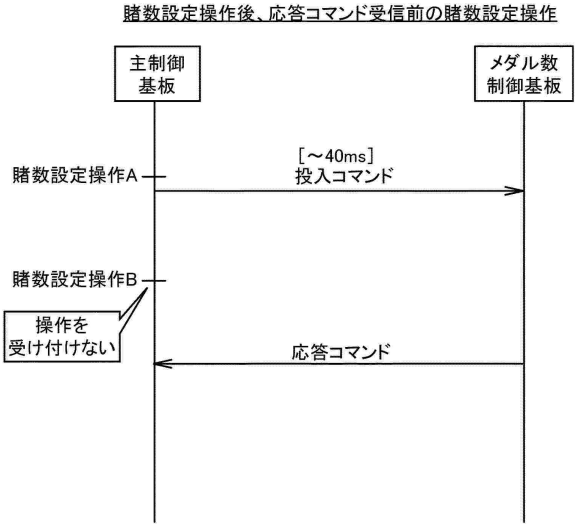 賭数設定操作後、応答コマンド受信前の賭数設定操作
主制御
基板
メダル数
制御基板
[～40ms]
賭数設定操作A
投入コマンド
賭数設定操作B
操作を
受け付けない
応答コマンド